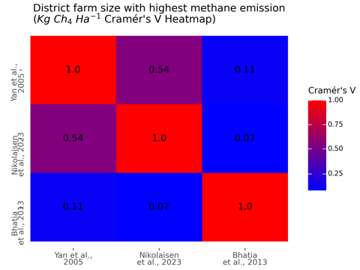 District farm size with highest methane emission
(Kg Ch₄ Ha⁻¹ Cramér's V Heatmap)
Yan et al.,
2005
1.0
0.54
0.11
Nikolaisen
et al., 2023
0.54
1.0
0.07
Bhatia
et al., 2013
0.11
0.07
1.0
Yan et al.,
2005
Nikolaisen
et al., 2023
Bhatia
et al., 2013
Cramér's V
1.00
0.75
0.50
0.25